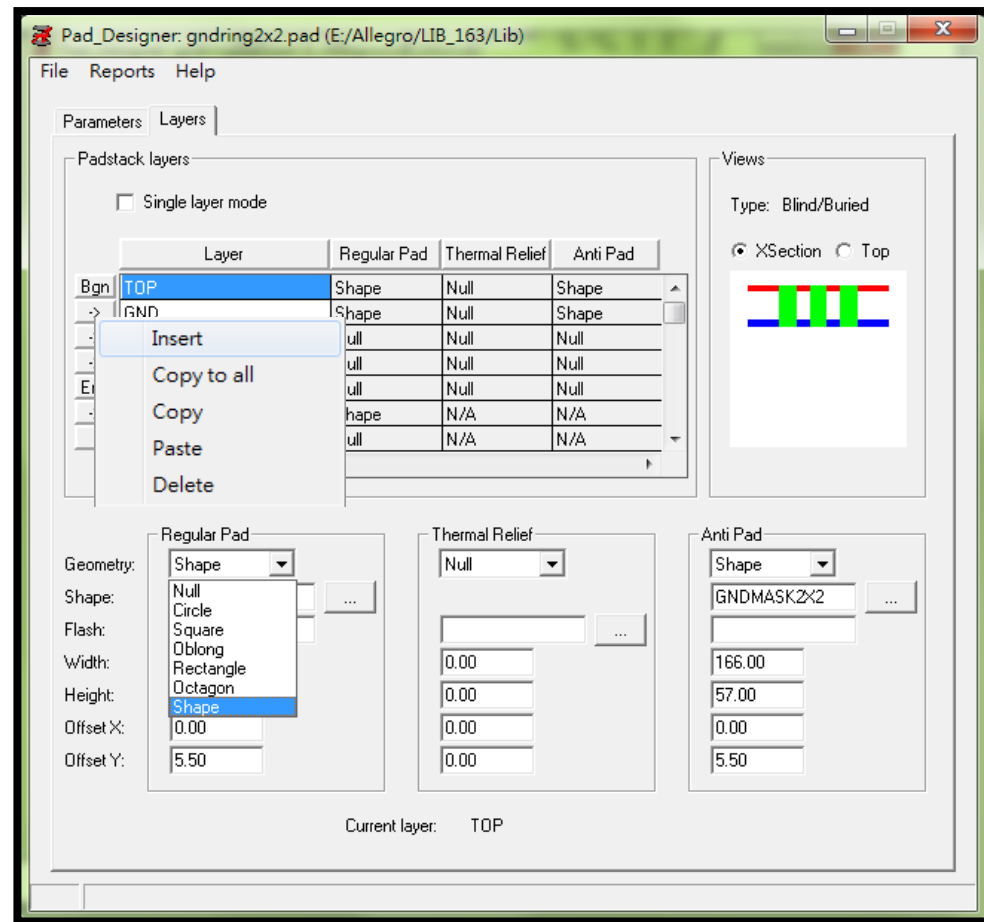 Pad_Designer: gndring2x2.pad (E:/Allegro/LIB_163/Lib)
File Reports Help
Parameters Layers
Padstack layers
Views
Single layer mode
Type: Blind/Buried
Layer Regular Pad Thermal Relief Anti Pad
XSection Top
Bgn TOP Shape Null Shape
-> GND Shape Null Shape
Insert
Null Null
Null Null
Copy to all
Null Null
Copy
N/A N/A
Paste
N/A N/A
Delete
Regular Pad Thermal Relief Anti Pad
Geometry: Shape Null Shape
Shape: ... GNDMASK2X2 ...
Null
Circle
Flash: Square ...
Oblong
Width: Rectangle 0.00 166.00
Octagon
Height: Shape 0.00 57.00
Offset X: 0.00 0.00 0.00
Offset Y: 5.50 0.00 5.50
Current layer: TOP